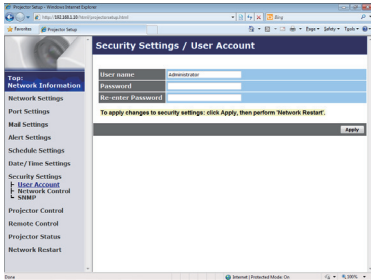 Projector Setup - Windows Internet Explorer
http://192.168.1.10/html/projectorsetup.html
Bing
Favorites
Projector Setup
Page
Safety
Tools
Top:
Network Information
Network Settings
Port Settings
Mail Settings
Alert Settings
Schedule Settings
Date/Time Settings
Security Settings
User Account
Network Control
SNMP
Projector Control
Remote Control
Projector Status
Network Restart
Security Settings / User Account
User name Administrator
Password
Re-enter Password
To apply changes to security settings: click Apply, then perform 'Network Restart'.
Apply
Done
Internet | Protected Mode: On
100%